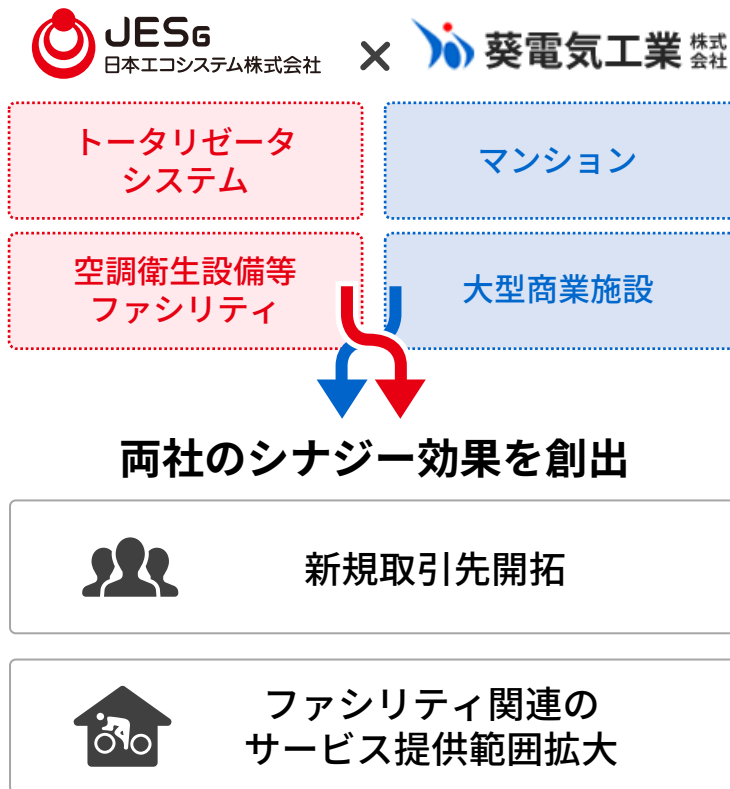 JESG
日本エコシステム株式会社
×
葵電気工業 株式会社
トータリゼータ
システム
マンション
空調衛生設備等
ファシリティ
大型商業施設
両社のシナジー効果を創出
新規取引先開拓
ファシリティ関連の
サービス提供範囲拡大